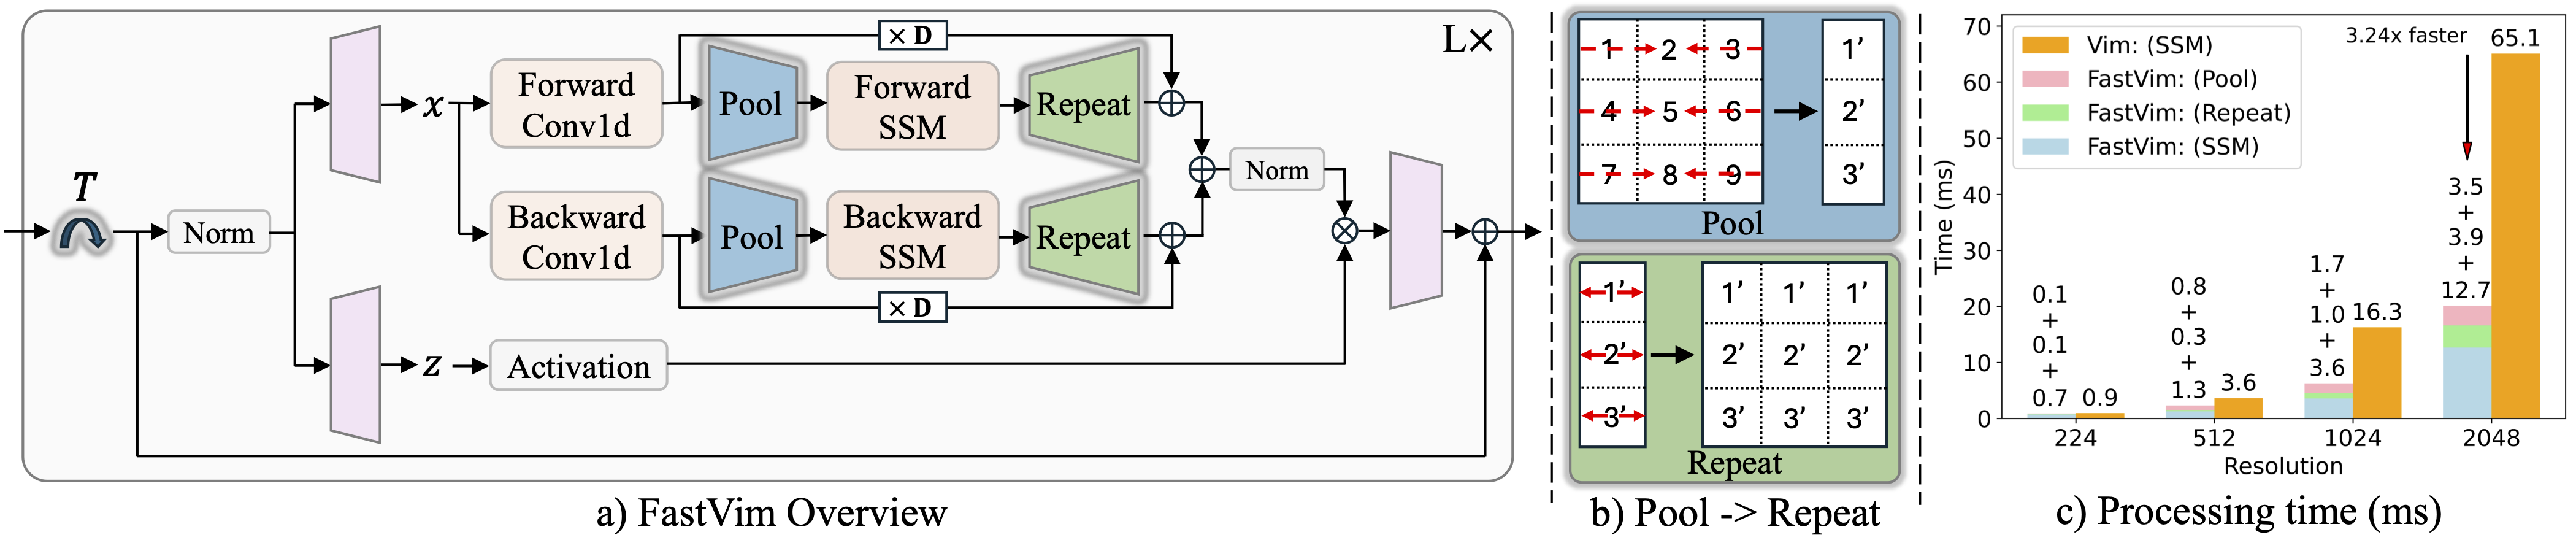 L×
T
Norm
x
z
Forward
Conv1d
Backward
Conv1d
Activation
× D
Pool
Forward
SSM
Repeat
Pool
Backward
SSM
Repeat
× D
Norm
a) FastVim Overview
1 2 3
4 5 6
7 8 9
1’
2’
3’
Pool
1’
2’
3’
1’ 1’ 1’
2’ 2’ 2’
3’ 3’ 3’
Repeat
b) Pool -> Repeat
Time (ms)
70
60
50
40
30
20
10
0
Vim: (SSM)
FastVim: (Pool)
FastVim: (Repeat)
FastVim: (SSM)
3.24x faster
0.1
+
0.1
+
0.7
0.9
0.8
+
0.3
+
1.3
3.6
1.7
+
1.0
+
3.6
16.3
3.5
+
3.9
+
12.7
65.1
224 512 1024 2048
Resolution
c) Processing time (ms)